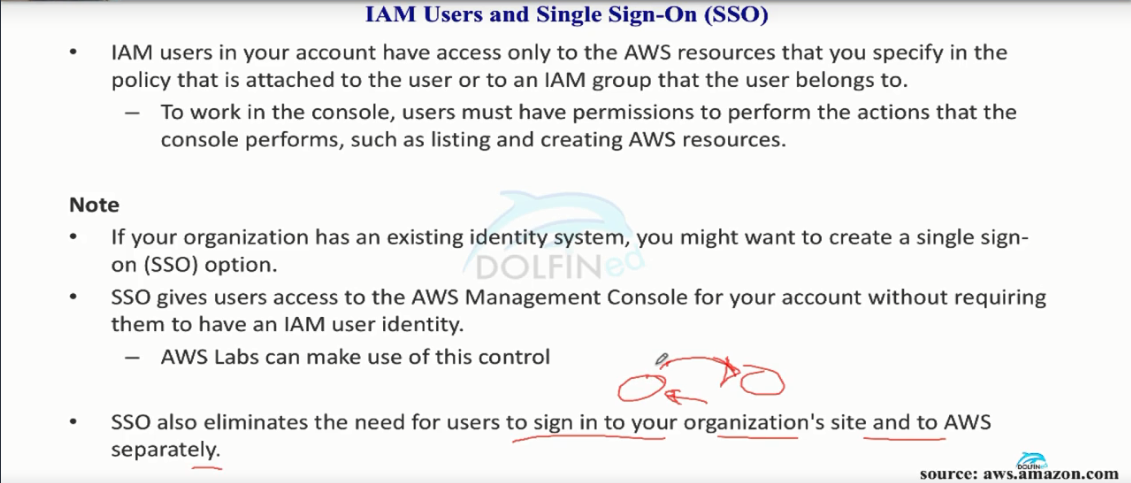 IAM Users and Single Sign-On (SSO)
• IAM users in your account have access only to the AWS resources that you specify in the
policy that is attached to the user or to an IAM group that the user belongs to.
– To work in the console, users must have permissions to perform the actions that the
console performs, such as listing and creating AWS resources.
Note
• If your organization has an existing identity system, you might want to create a single sign-
on (SSO) option.
DOLFINed
• SSO gives users access to the AWS Management Console for your account without requiring
them to have an IAM user identity.
– AWS Labs can make use of this control
• SSO also eliminates the need for users to sign in to your organization's site and to AWS
separately.
DOLFIN
source: aws.amazon.com